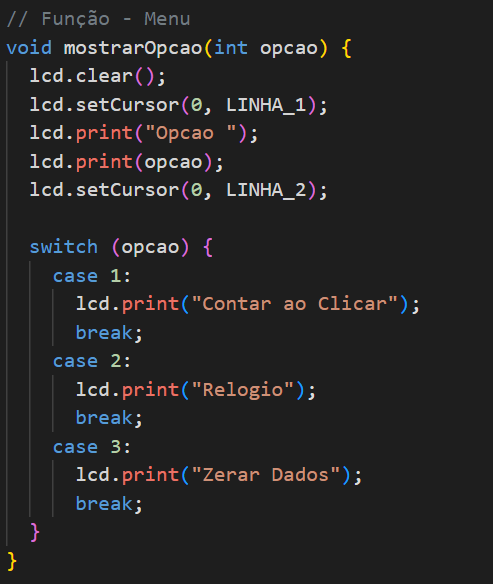 // Função - Menu
void mostrarOpcao(int opcao) {
  lcd.clear();
  lcd.setCursor(0, LINHA_1);
  lcd.print("Opcao ");
  lcd.print(opcao);
  lcd.setCursor(0, LINHA_2);

  switch (opcao) {
    case 1:
      lcd.print("Contar ao Clicar");
      break;
    case 2:
      lcd.print("Relogio");
      break;
    case 3:
      lcd.print("Zerar Dados");
      break;
  }
}